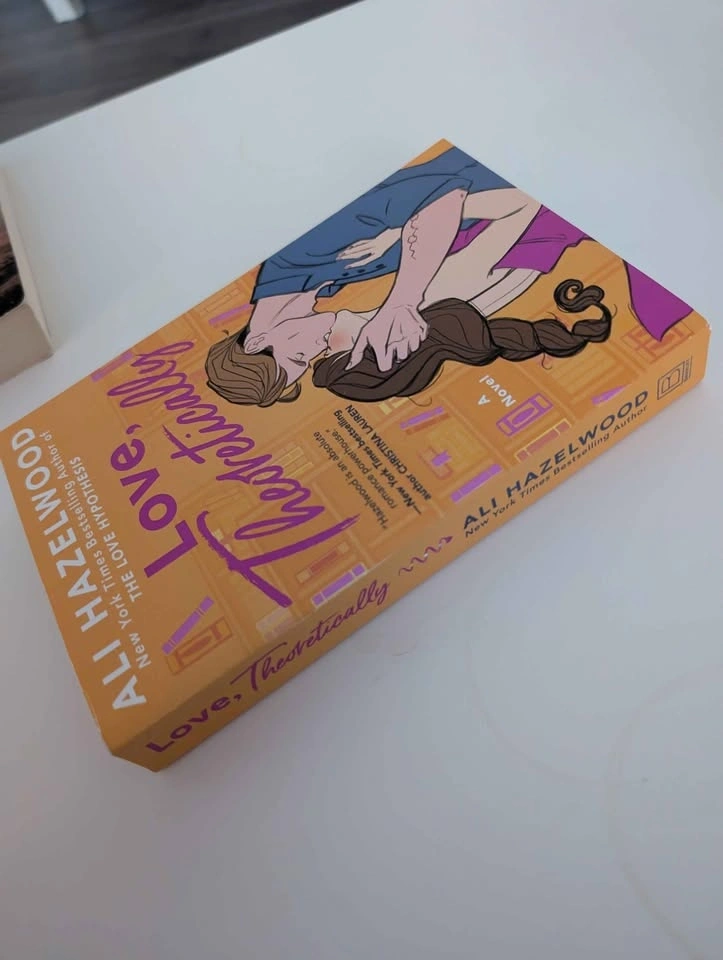 ALI HAZELWOOD
New York Times Bestselling Author of
THE LOVE HYPOTHESIS
Love,
Theoretically
"Hazelwood is an absolute
romance powerhouse."
—New York Times bestselling
author CHRISTINA LAUREN
A
Novel
Love, Theoretically
ALI HAZELWOOD
New York Times Bestselling Author